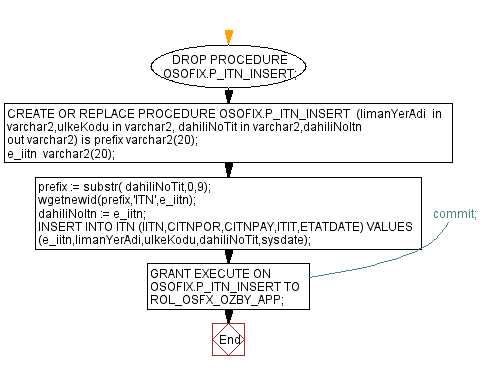 DROP PROCEDURE
OSOFIX.P_ITN_INSERT;
CREATE OR REPLACE PROCEDURE OSOFIX.P_ITN_INSERT (limanYerAdi in
varchar2,ulkeKodu in varchar2, dahiliNoTit in varchar2,dahiliNoItn
out varchar2) is prefix varchar2(20);
e_iitn varchar2(20);
prefix := substr( dahiliNoTit,0,9);
wgetnewid(prefix,'ITN',e_iitn);
dahiliNoItn := e_iitn;
INSERT INTO ITN (IITN,CITNPOR,CITNPAY,ITIT,ETATDATE) VALUES
(e_iitn,limanYerAdi,ulkeKodu,dahiliNoTit,sysdate);
commit;
GRANT EXECUTE ON
OSOFIX.P_ITN_INSERT TO
ROL_OSFX_OZBY_APP;
End